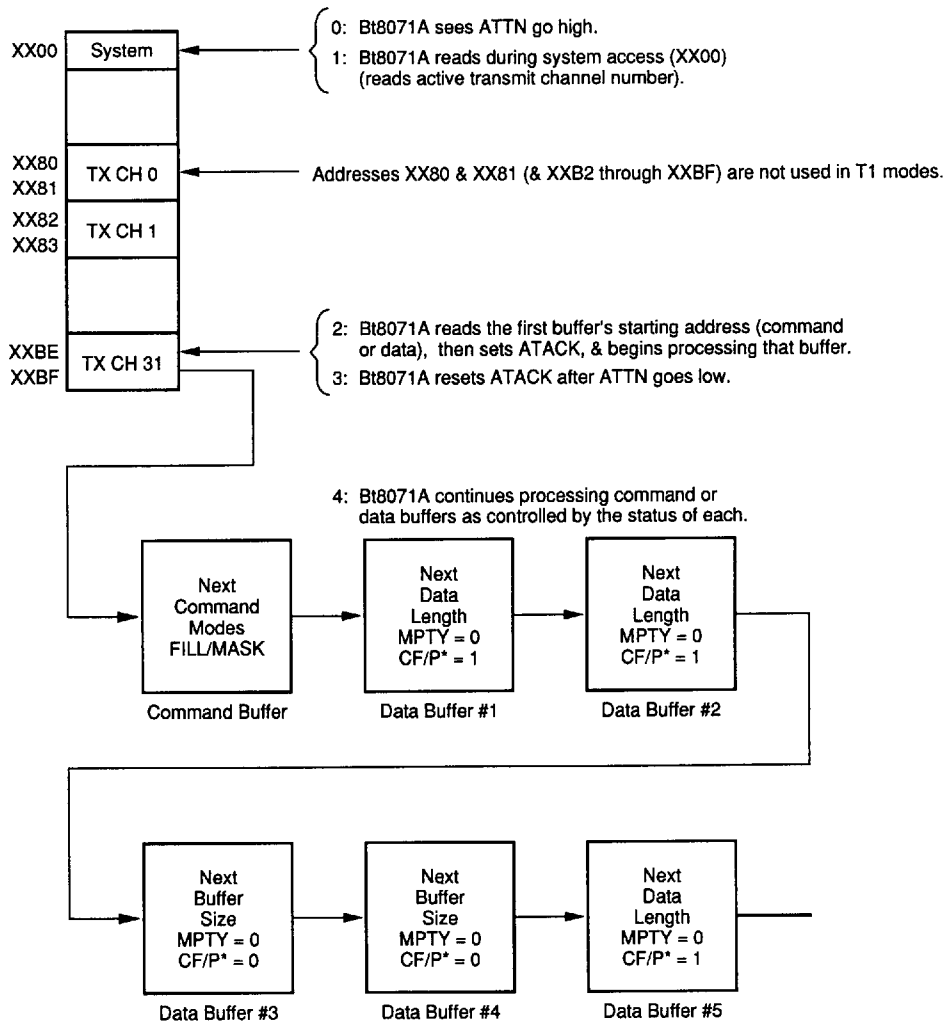 0: Bt8071A sees ATTN go high.
XX00
System
1: Bt8071A reads during system access (XX00)
(reads active transmit channel number).
XX80
XX81
TX CH 0
Addresses XX80 & XX81 (& XXB2 through XXBF) are not used in T1 modes.
XX82
XX83
TX CH 1
2: Bt8071A reads the first buffer's starting address (command
or data), then sets ATACK, & begins processing that buffer.
XXBE
XXBF
TX CH 31
3: Bt8071A resets ATACK after ATTN goes low.
4: Bt8071A continues processing command or
data buffers as controlled by the status of each.
Next
Command
Modes
FILL/MASK
Command Buffer
Next
Data
Length
MPTY = 0
CF/P* = 1
Data Buffer #1
Next
Data
Length
MPTY = 0
CF/P* = 1
Data Buffer #2
Next
Buffer
Size
MPTY = 0
CF/P* = 0
Data Buffer #3
Next
Buffer
Size
MPTY = 0
CF/P* = 0
Data Buffer #4
Next
Data
Length
MPTY = 0
CF/P* = 1
Data Buffer #5